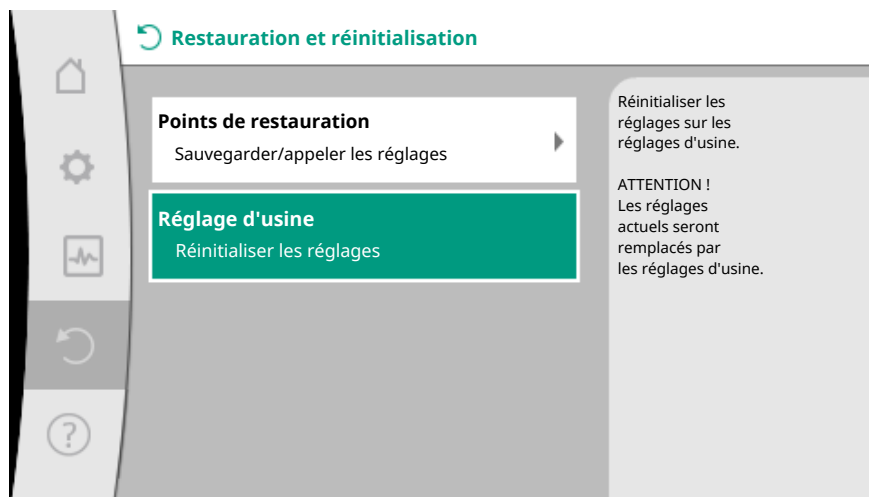 Restauration et réinitialisation
Points de restauration
Sauvegarder/appeler les réglages
Réglage d'usine
Réinitialiser les réglages
Réinitialiser les
réglages sur les
réglages d'usine.
ATTENTION !
Les réglages
actuels seront
remplacés par
les réglages d'usine.
?